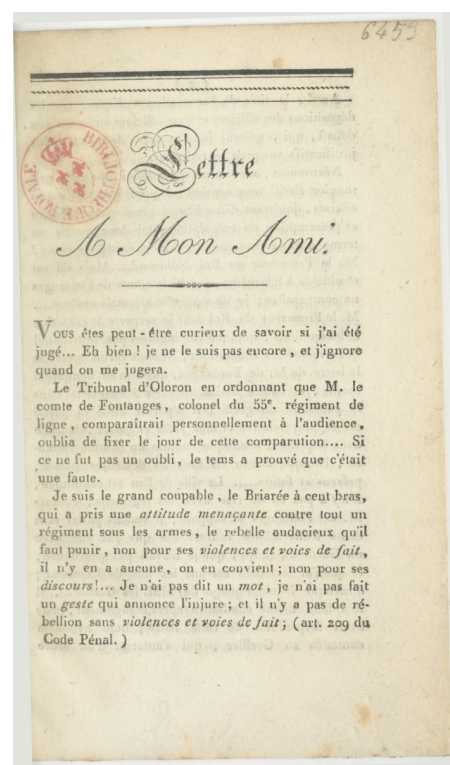 6459
BIBLIOTHEQUE ROYALE
Lettre
A Mon Ami.
Vous êtes peut-être curieux de savoir si j'ai été
jugé... Eh bien ! je ne le suis pas encore, et j'ignore
quand on me jugera.
Le Tribunal d'Oloron en ordonnant que M. le
comte de Fontanges, colonel du 55e. régiment de
ligne, comparaîtrait personnellement à l'audience,
oublia de fixer le jour de cette comparution.... Si
ce ne fut pas un oubli, le tems a prouvé que c'était
une faute.
Je suis le grand coupable, le Briarée à cent bras,
qui a pris une attitude menaçante contre tout un
régiment sous les armes, le rebelle audacieux qu'il
faut punir, non pour ses violences et voies de fait,
il n'y en a aucune, on en convient; non pour ses
discours!... Je n'ai pas dit un mot, je n'ai pas fait
un geste qui annonce l'injure; et il n'y a pas de ré-
bellion sans violences et voies de fait; (art. 209 du
Code Pénal.)